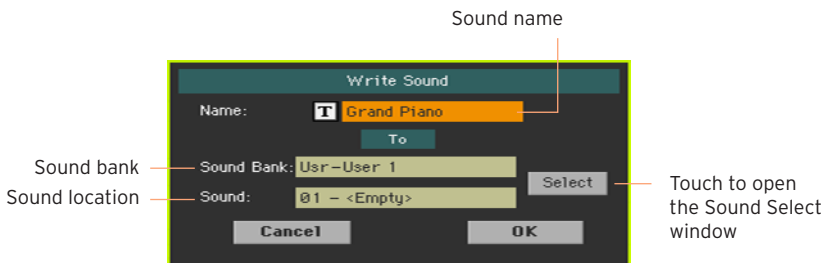 Sound name
Write Sound
Name: T Grand Piano
To
Sound bank
Sound Bank: Usr-User 1
Sound location
Sound: 01 - <Empty>
Select
Touch to open
the Sound Select
window
Cancel OK